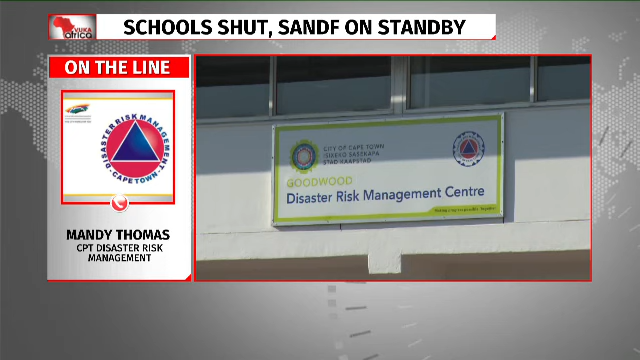 VUKA
africa
SCHOOLS SHUT, SANDF ON STANDBY
ON THE LINE
DISASTER RISK MANAGEMENT
CAPE TOWN
MANDY THOMAS
CPT DISASTER RISK
MANAGEMENT
CITY OF CAPE TOWN
ISIXEKO SASEKAPA
STAD KAAPSTAD
GOODWOOD
Disaster Risk Management Centre